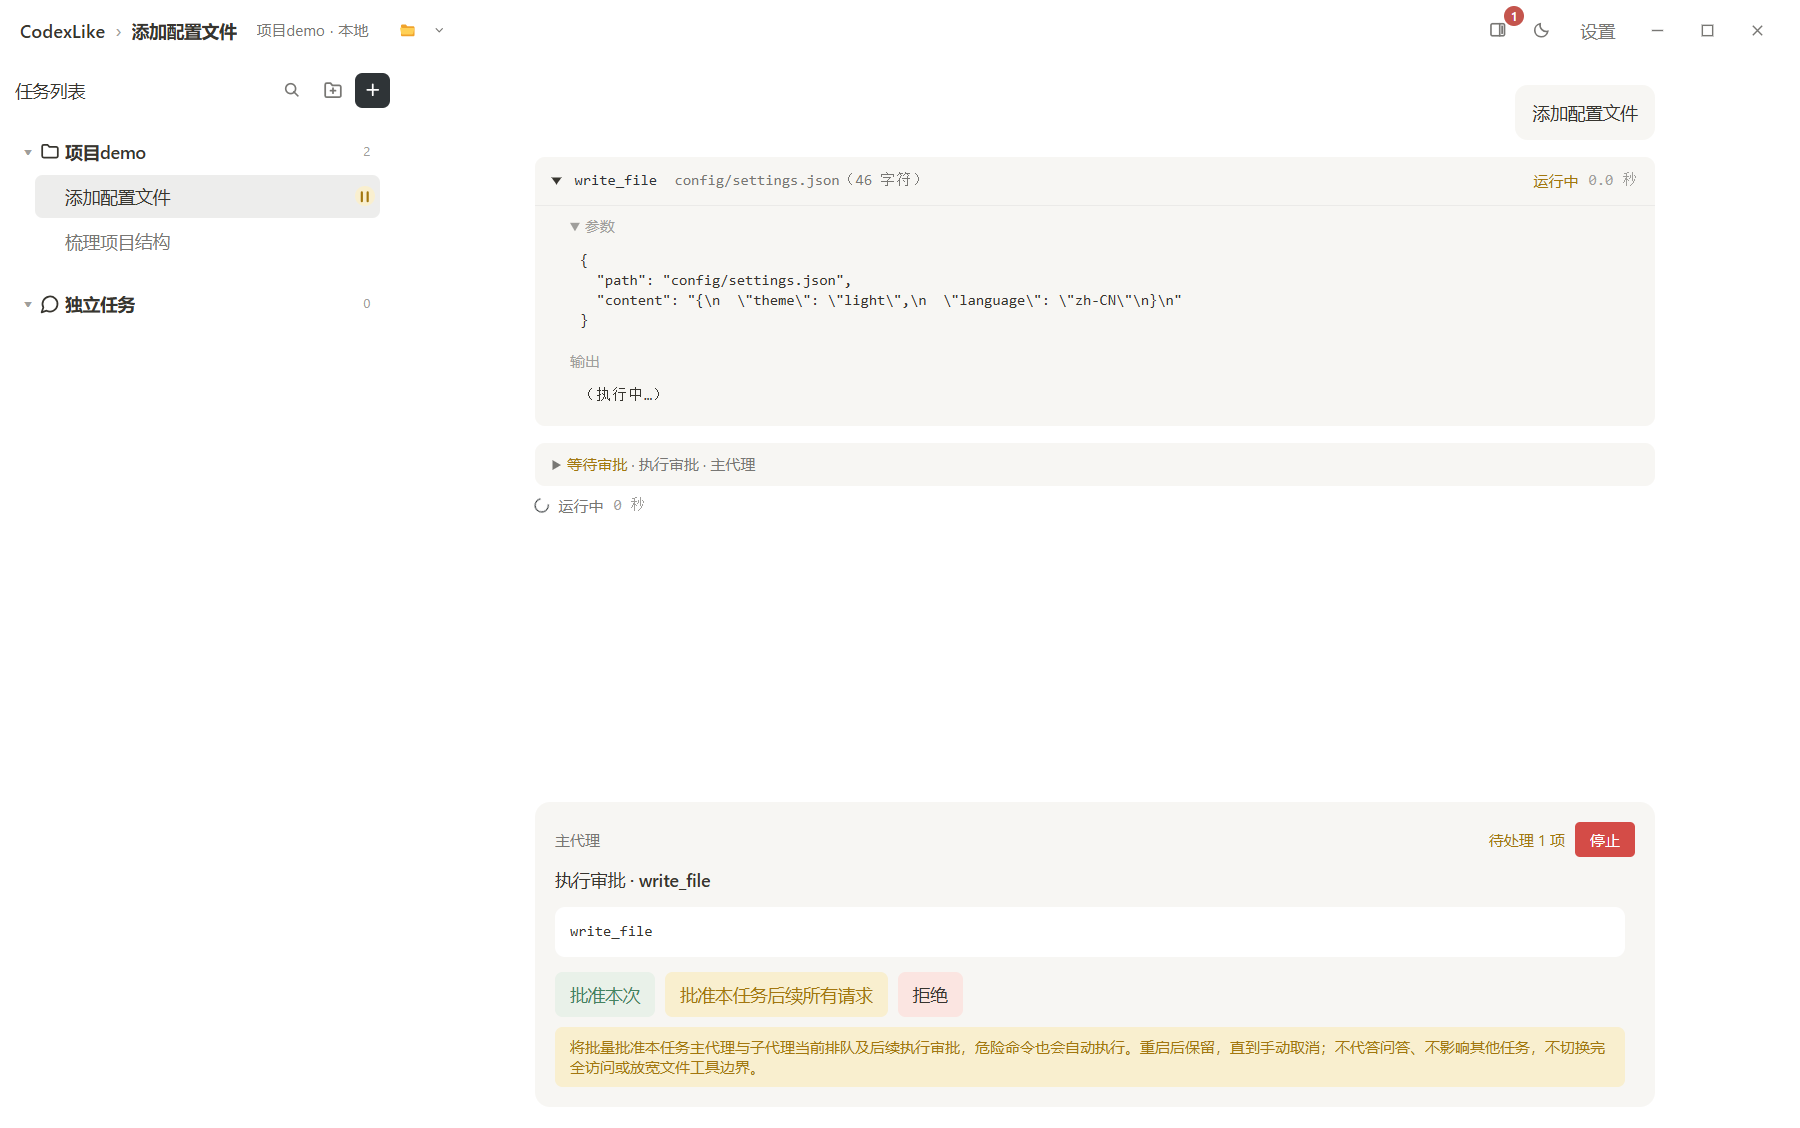 CodexLike › 添加配置文件 项目demo · 本地
1
设置
任务列表
项目demo 2
添加配置文件
梳理项目结构
独立任务 0
添加配置文件
write_file config/settings.json（46 字符） 运行中 0.0 秒
参数
{
  "path": "config/settings.json",
  "content": "{\n  \"theme\": \"light\",\n  \"language\": \"zh-CN\"\n}\n"
}
输出
（执行中…）
等待审批 · 执行审批 · 主代理
运行中 0 秒
主代理 待处理 1 项 停止
执行审批 · write_file
write_file
批准本次 批准本任务后续所有请求 拒绝
将批量批准本任务主代理与子代理当前排队及后续执行审批，危险命令也会自动执行。重启后保留，直到手动取消；不代答问答、不影响其他任务，不切换完
全访问或放宽文件工具边界。